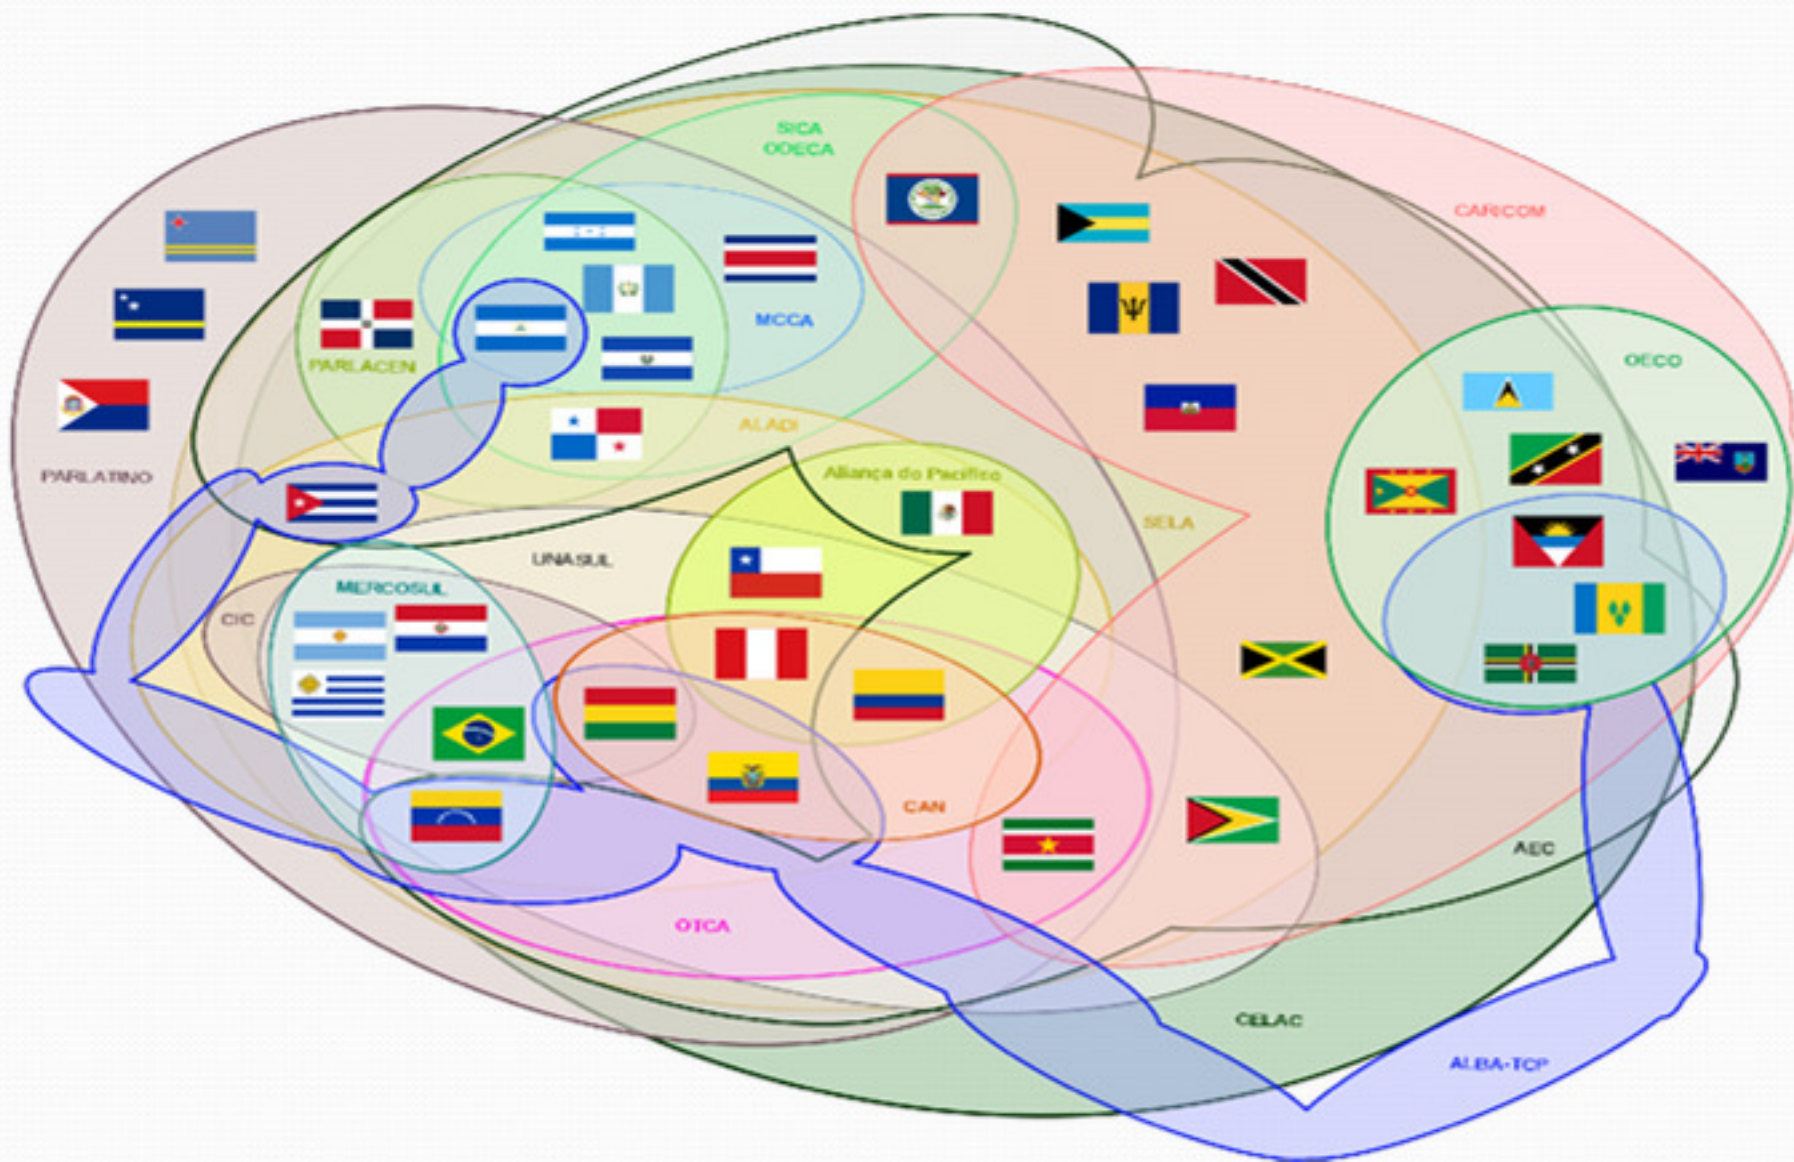 SICA
ODECA
CARICOM
MCCA
OECO
PARLACEN
ALADI
PARLATINO
Aliança do Pacífico
SELA
UNASUL
MERCOSUL
CIC
CAN
AEC
OTCA
CELAC
ALBA-TCP